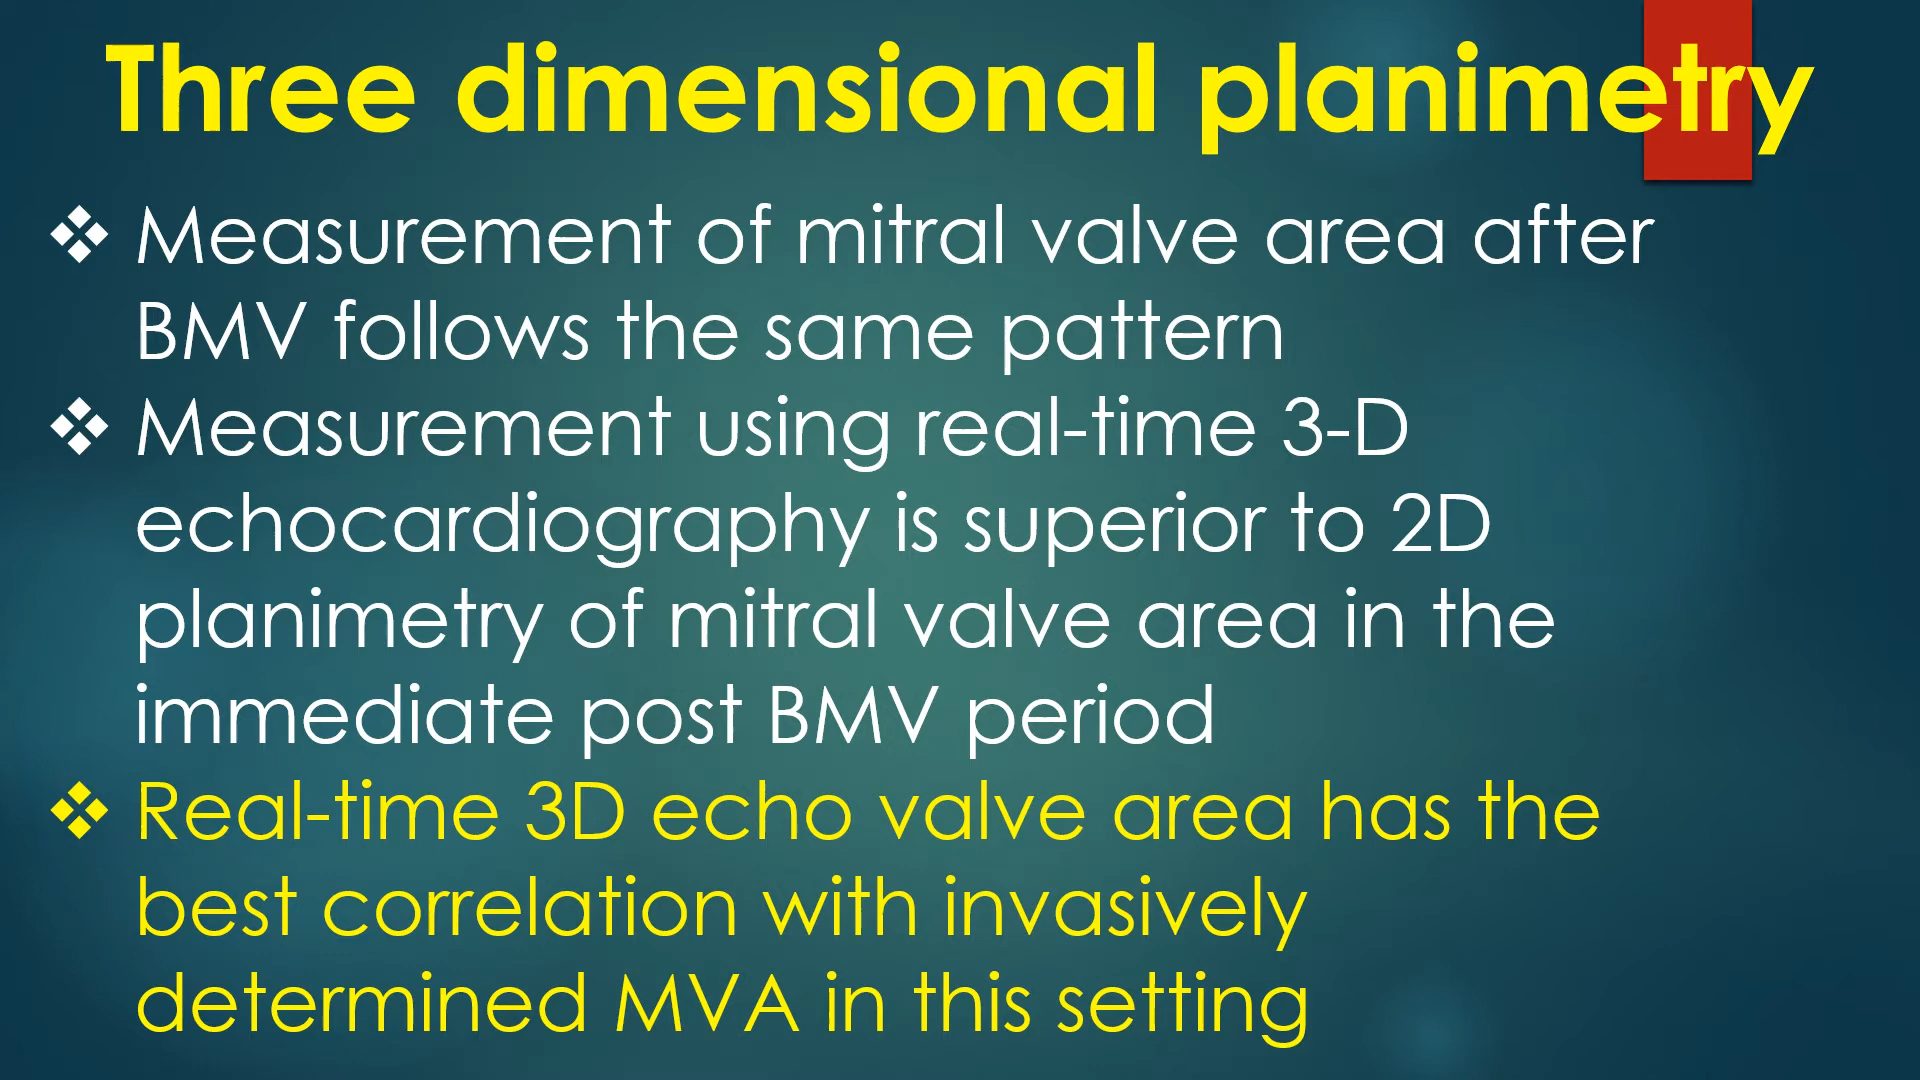 Three dimensional planimetry
❖ Measurement of mitral valve area after
BMV follows the same pattern
❖ Measurement using real-time 3-D
echocardiography is superior to 2D
planimetry of mitral valve area in the
immediate post BMV period
❖ Real-time 3D echo valve area has the
best correlation with invasively
determined MVA in this setting